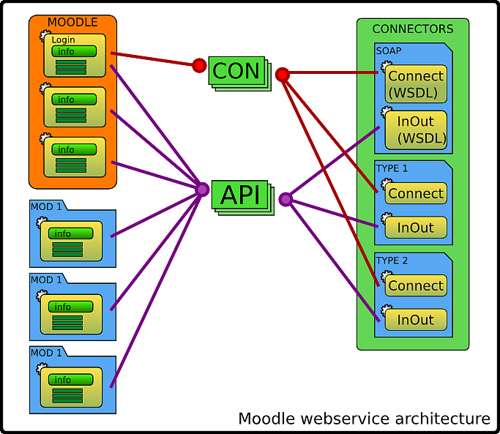 MOODLE
Login
info
info
info
MOD 1
info
MOD 1
info
MOD 1
info
CON
API
CONNECTORS
SOAP
Connect
(WSDL)
InOut
(WSDL)
TYPE 1
Connect
InOut
TYPE 2
Connect
InOut
Moodle webservice architecture